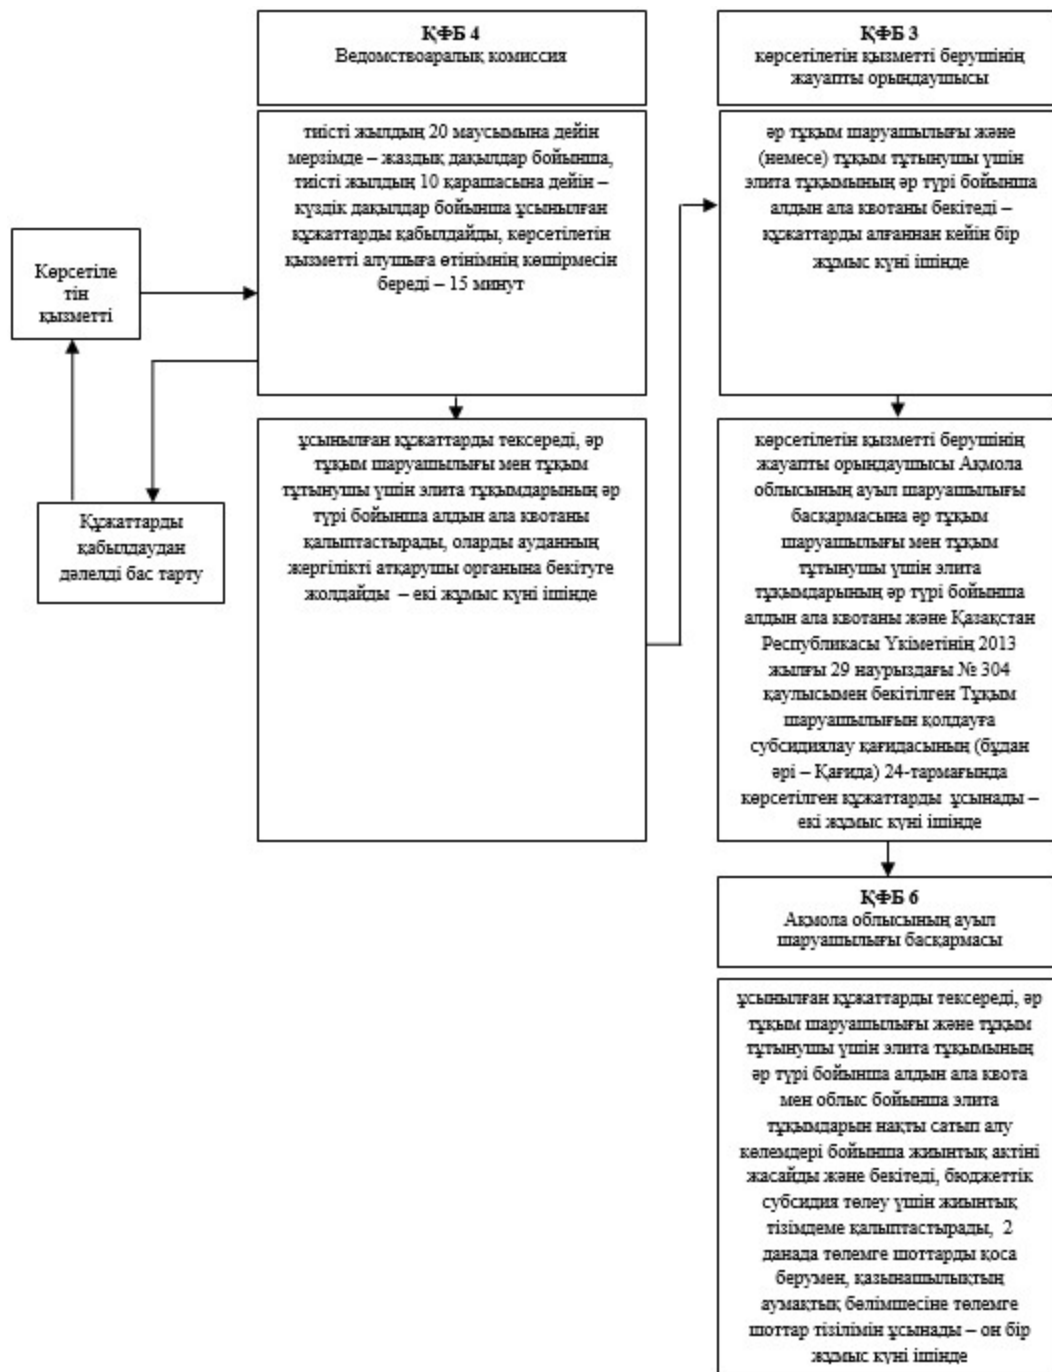 Көрсетіле
тін
қызметті
Құжаттарды
қабылдаудан
дәлелді бас тарту
ҚФБ 4
Ведомствоаралық комиссия
тиісті жылдың 20 маусымына дейін
мерзімде – жаздық дақылдар бойынша,
тиісті жылдың 10 қарашасына дейін –
күздік дақылдар бойынша ұсынылған
құжаттарды қабылдайды, көрсетілетін
қызметті алушыға өтінімнің көшірмесін
береді – 15 минут
ұсынылған құжаттарды тексереді, әр
тұқым шаруашылығы мен тұқым
тұтынушы үшін элита тұқымдарының әр
түрі бойынша алдын ала квотаны
қалыптастырады, оларды ауданның
жергілікті атқарушы органына бекітуге
жолдайды – екі жұмыс күні ішінде
ҚФБ 3
көрсетілетін қызметті берушінің
жауапты орындаушысы
әр тұқым шаруашылығы және
(немесе) тұқым тұтынушы үшін
элита тұқымының әр түрі бойынша
алдын ала квотаны бекітеді –
құжаттарды алғаннан кейін бір
жұмыс күні ішінде
көрсетілетін қызметті берушінің
жауапты орындаушысы Ақмола
облысының ауыл шаруашылығы
басқармасына әр тұқым
шаруашылығы мен тұқым
тұтынушы үшін элита
тұқымдарының әр түрі бойынша
алдын ала квотаны және Қазақстан
Республикасы Үкіметінің 2013
жылғы 29 наурыздағы № 304
қаулысымен бекітілген Тұқым
шаруашылығын қолдауға
субсидиялау қағидасының (бұдан
әрі – Қағида) 24-тармағында
көрсетілген құжаттарды ұсынады –
екі жұмыс күні ішінде
ҚФБ 6
Ақмола облысының ауыл
шаруашылығы басқармасы
ұсынылған құжаттарды тексереді, әр
тұқым шаруашылығы және тұқым
тұтынушы үшін элита тұқымының
әр түрі бойынша алдын ала квота
мен облыс бойынша элита
тұқымдарын нақты сатып алу
көлемдері бойынша жиынтық актіні
жасайды және бекітеді, бюджеттік
субсидия төлеу үшін жиынтық
тізімдеме қалыптастырады, 2
данада төлемге шоттарды қоса
берумен, қазынашылықтың
аумақтық бөлімшесіне төлемге
шоттар тізілімін ұсынады – он бір
жұмыс күні ішінде